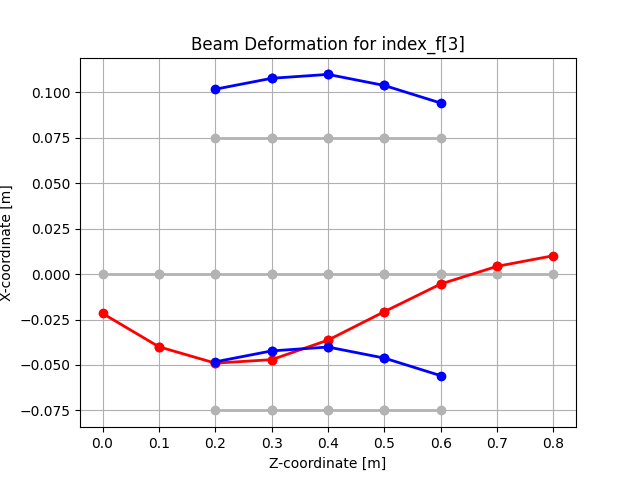 Beam Deformation for index_f[3]
X-coordinate [m]
0.100
0.075
0.050
0.025
0.000
−0.025
−0.050
−0.075
0.0 0.1 0.2 0.3 0.4 0.5 0.6 0.7 0.8
Z-coordinate [m]